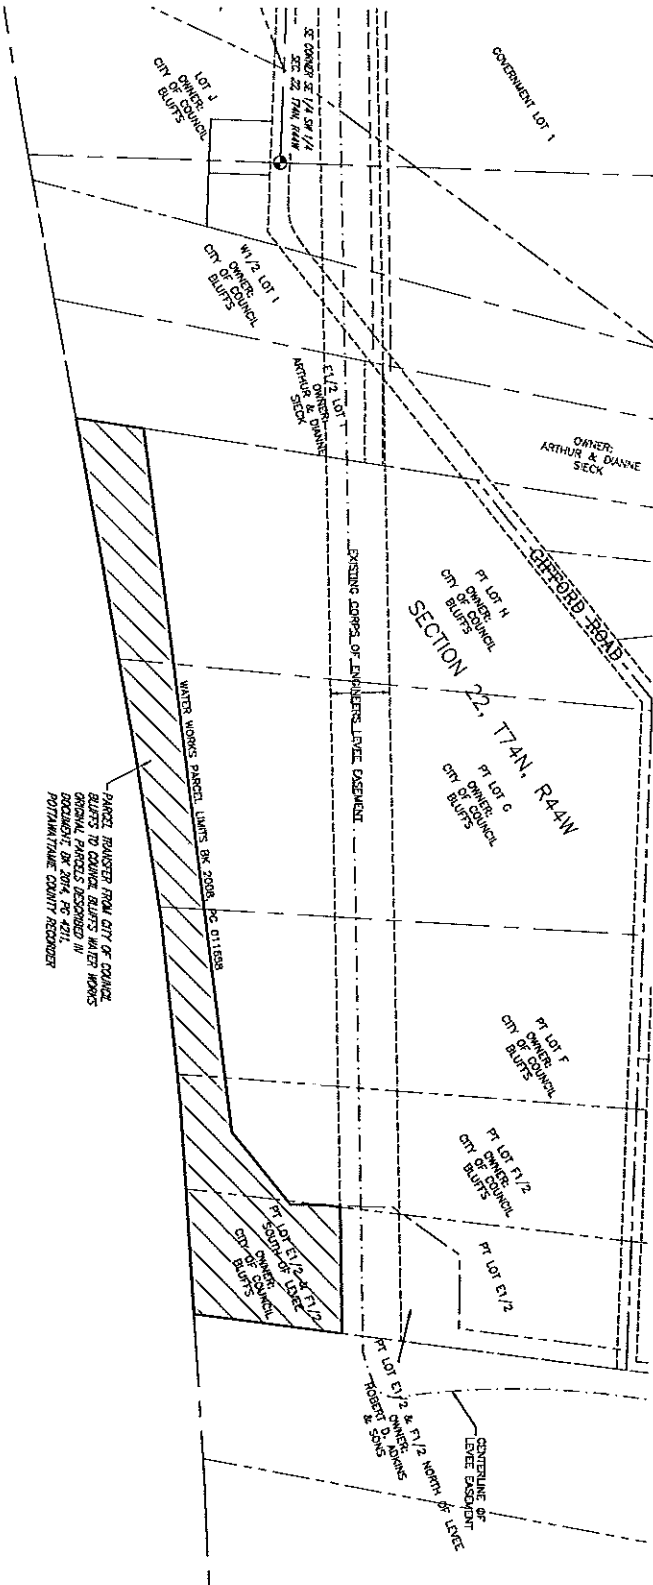 GOVERNMENT LOT 1
SE CORNER SE 1/4 SW 1/4
SEC 22, T74N, R44W
LOT J
OWNER:
CITY OF COUNCIL
BLUFFS
W1/2 LOT I
OWNER:
CITY OF COUNCIL
BLUFFS
E1/2 LOT I
OWNER:
ARTHUR & DIANNE
SIECK
OWNER:
ARTHUR & DIANNE
SIECK
GIFFORD ROAD
PT LOT H
OWNER:
CITY OF COUNCIL
BLUFFS
SECTION 22, T74N, R44W
PT LOT G
OWNER:
CITY OF COUNCIL
BLUFFS
EXISTING CORPS OF ENGINEERS LEVEE EASEMENT
WATER WORKS PARCEL LIMITS BK 2008, PG 011698
PARCEL TRANSFER FROM CITY OF COUNCIL
BLUFFS TO COUNCIL BLUFFS WATER WORKS
ORIGINAL PARCELS DESCRIBED IN
DOCUMENT, BK 2014, PG 4211,
POTTAWATTAMIE COUNTY RECORDER
PT LOT F
OWNER:
CITY OF COUNCIL
BLUFFS
PT LOT F1/2
OWNER:
CITY OF COUNCIL
BLUFFS
PT LOT E1/2
PT LOT E1/2 & F1/2
SOUTH OF LEVEE
OWNER:
CITY OF COUNCIL
BLUFFS
PT LOT E1/2 & F1/2 NORTH OF LEVEE
OWNER:
ROBERT D. ADKINS
& SONS
CENTERLINE OF
LEVEE EASEMENT